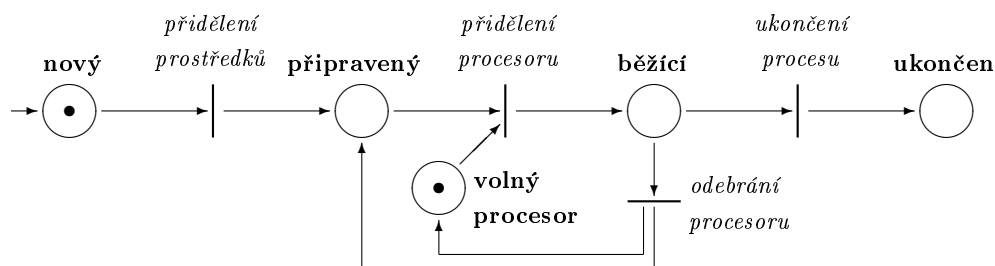 přidělení
prostředků
přidělení
procesoru
ukončení
procesu
nový
připravený
běžící
ukončen
volný
procesor
odebrání
procesoru